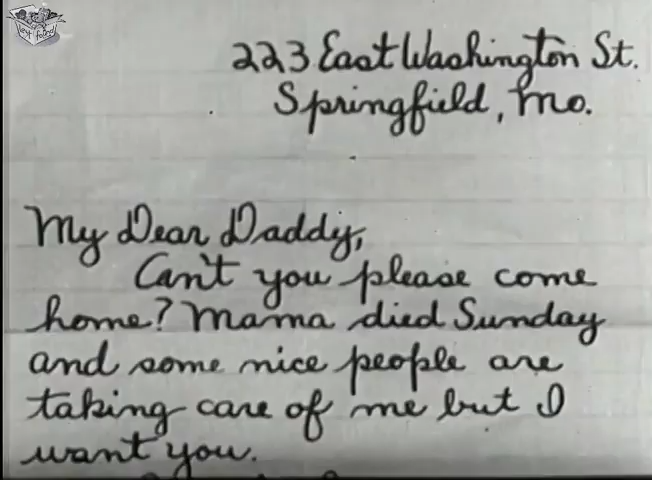 223 East Washington St.
Springfield, Mo.
My Dear Daddy,
Can't you please come
home? Mama died Sunday
and some nice people are
taking care of me but I
want you.